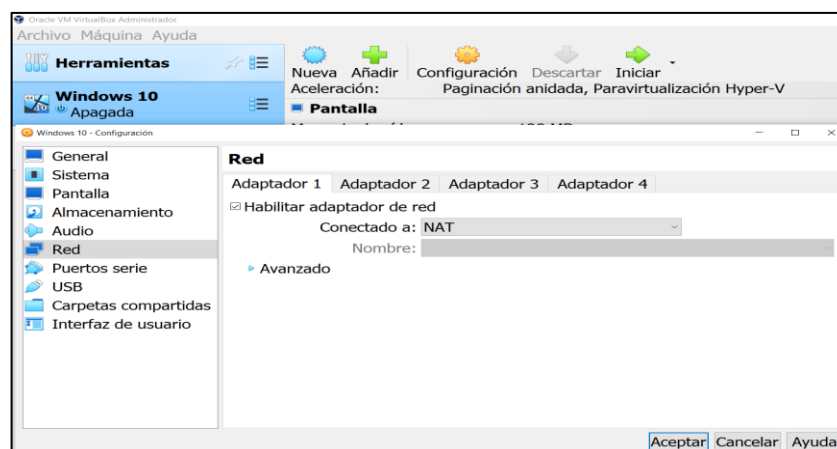 Oracle VM VirtualBox Administrador
Archivo Máquina Ayuda
Herramientas
Nueva Añadir Configuración Descartar Iniciar
Windows 10
Apagada
Aceleración: Paginación anidada, Paravirtualización Hyper-V
Pantalla
Windows 10 - Configuración
General
Sistema
Pantalla
Almacenamiento
Audio
Red
Puertos serie
USB
Carpetas compartidas
Interfaz de usuario
Red
Adaptador 1 Adaptador 2 Adaptador 3 Adaptador 4
Habilitar adaptador de red
Conectado a: NAT
Nombre:
Avanzado
Aceptar Cancelar Ayuda